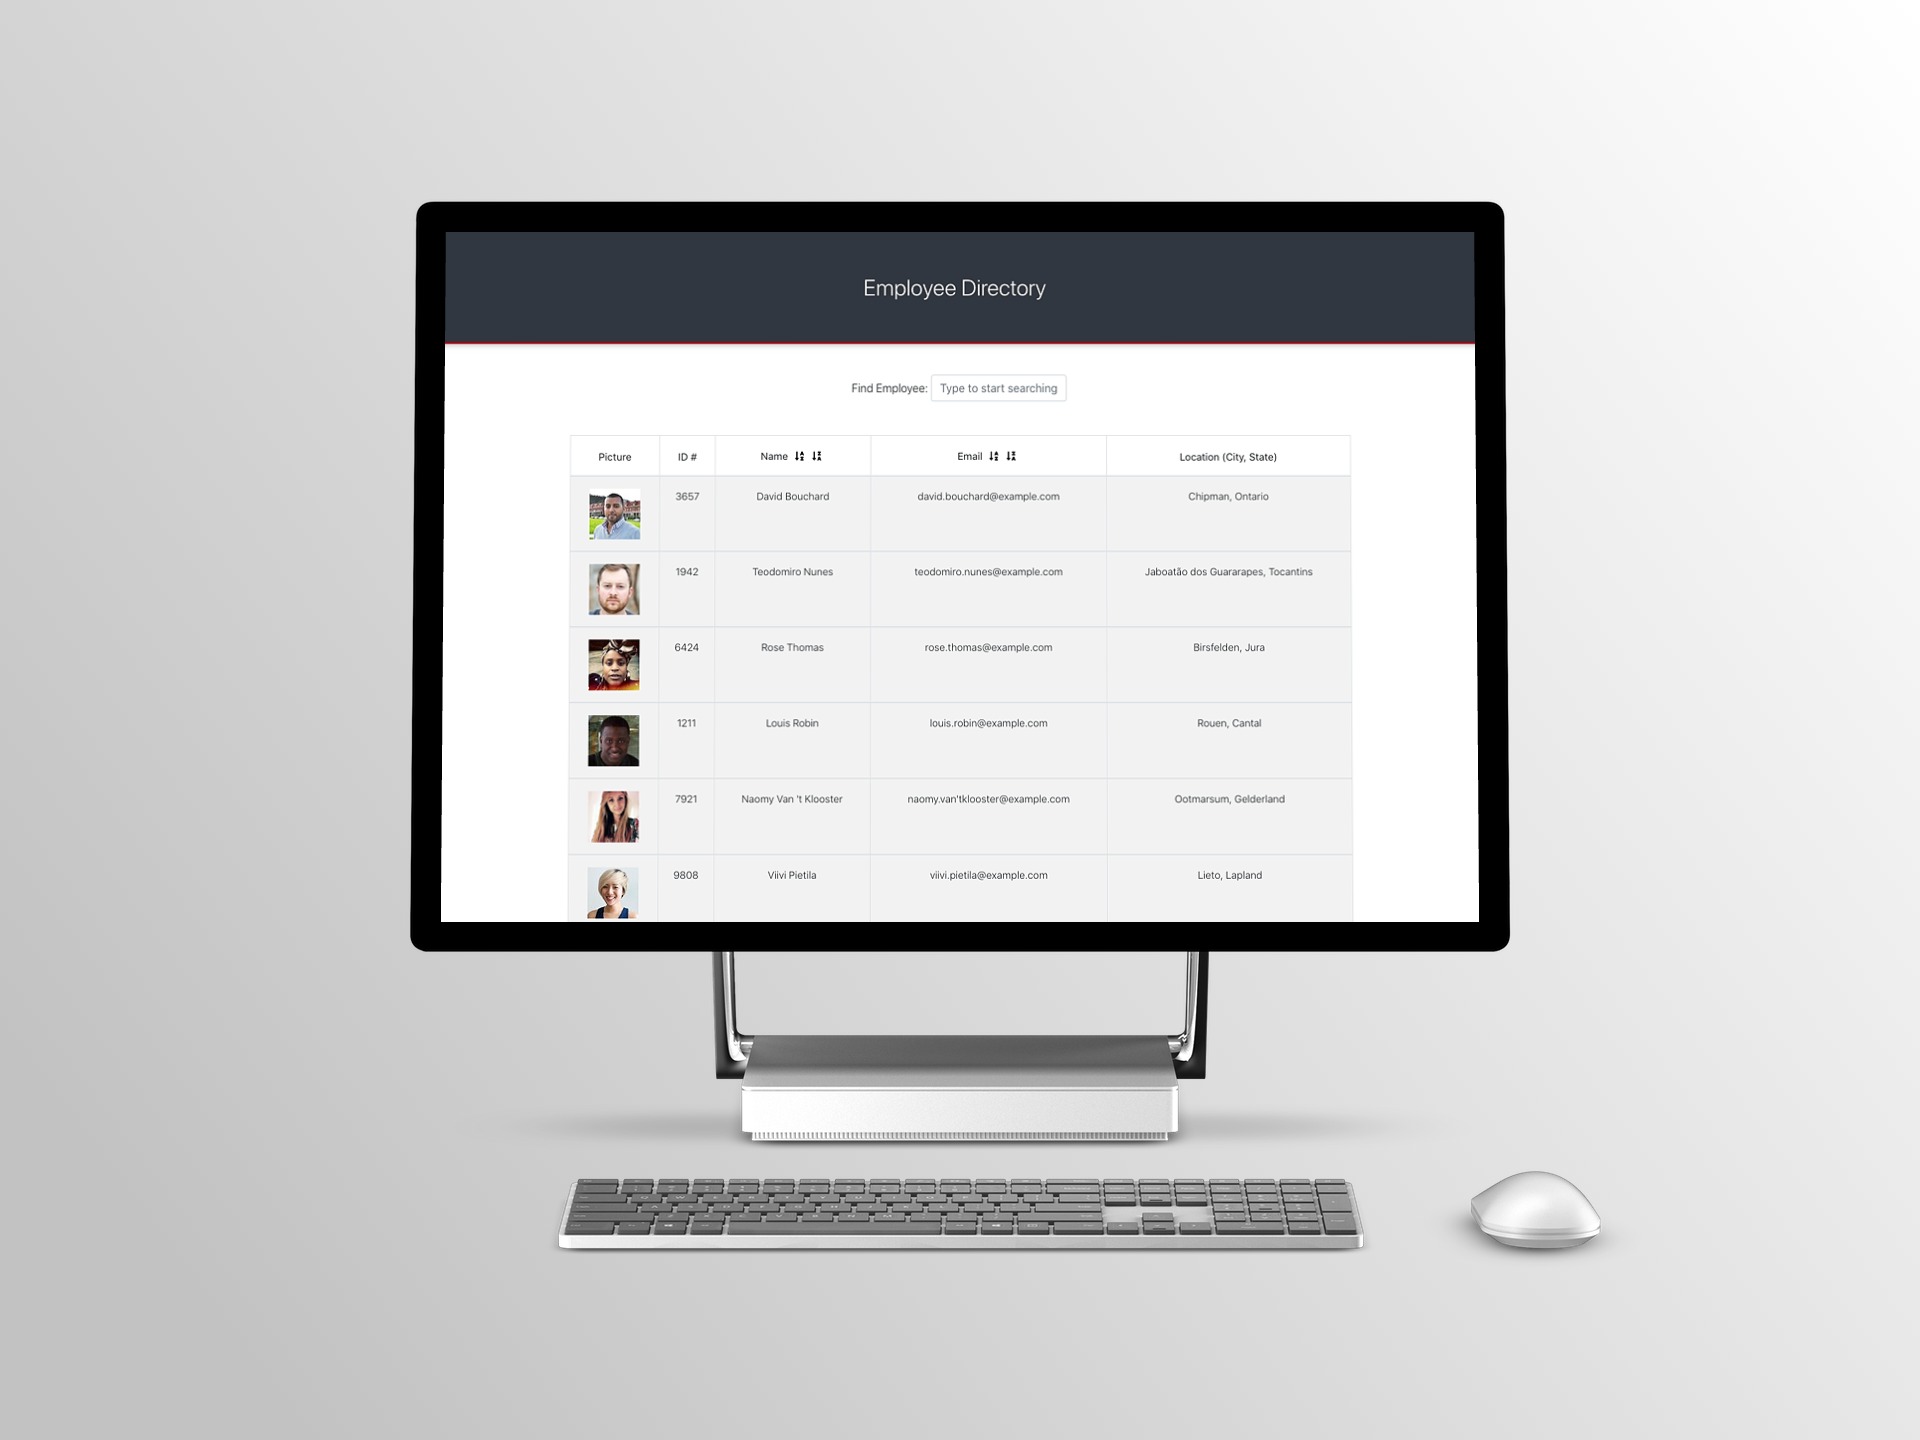 Employee Directory
Find Employee: Type to start searching
Picture ID # Name Email Location (City, State)
3657 David Bouchard david.bouchard@example.com Chipman, Ontario
1942 Teodomiro Nunes teodomiro.nunes@example.com Jaboatão dos Guararapes, Tocantins
6424 Rose Thomas rose.thomas@example.com Birsfelden, Jura
1211 Louis Robin louis.robin@example.com Rouen, Cantal
7921 Naomy Van 't Klooster naomy.van'tklooster@example.com Ootmarsum, Gelderland
9808 Viivi Pietila viivi.pietila@example.com Lieto, Lapland